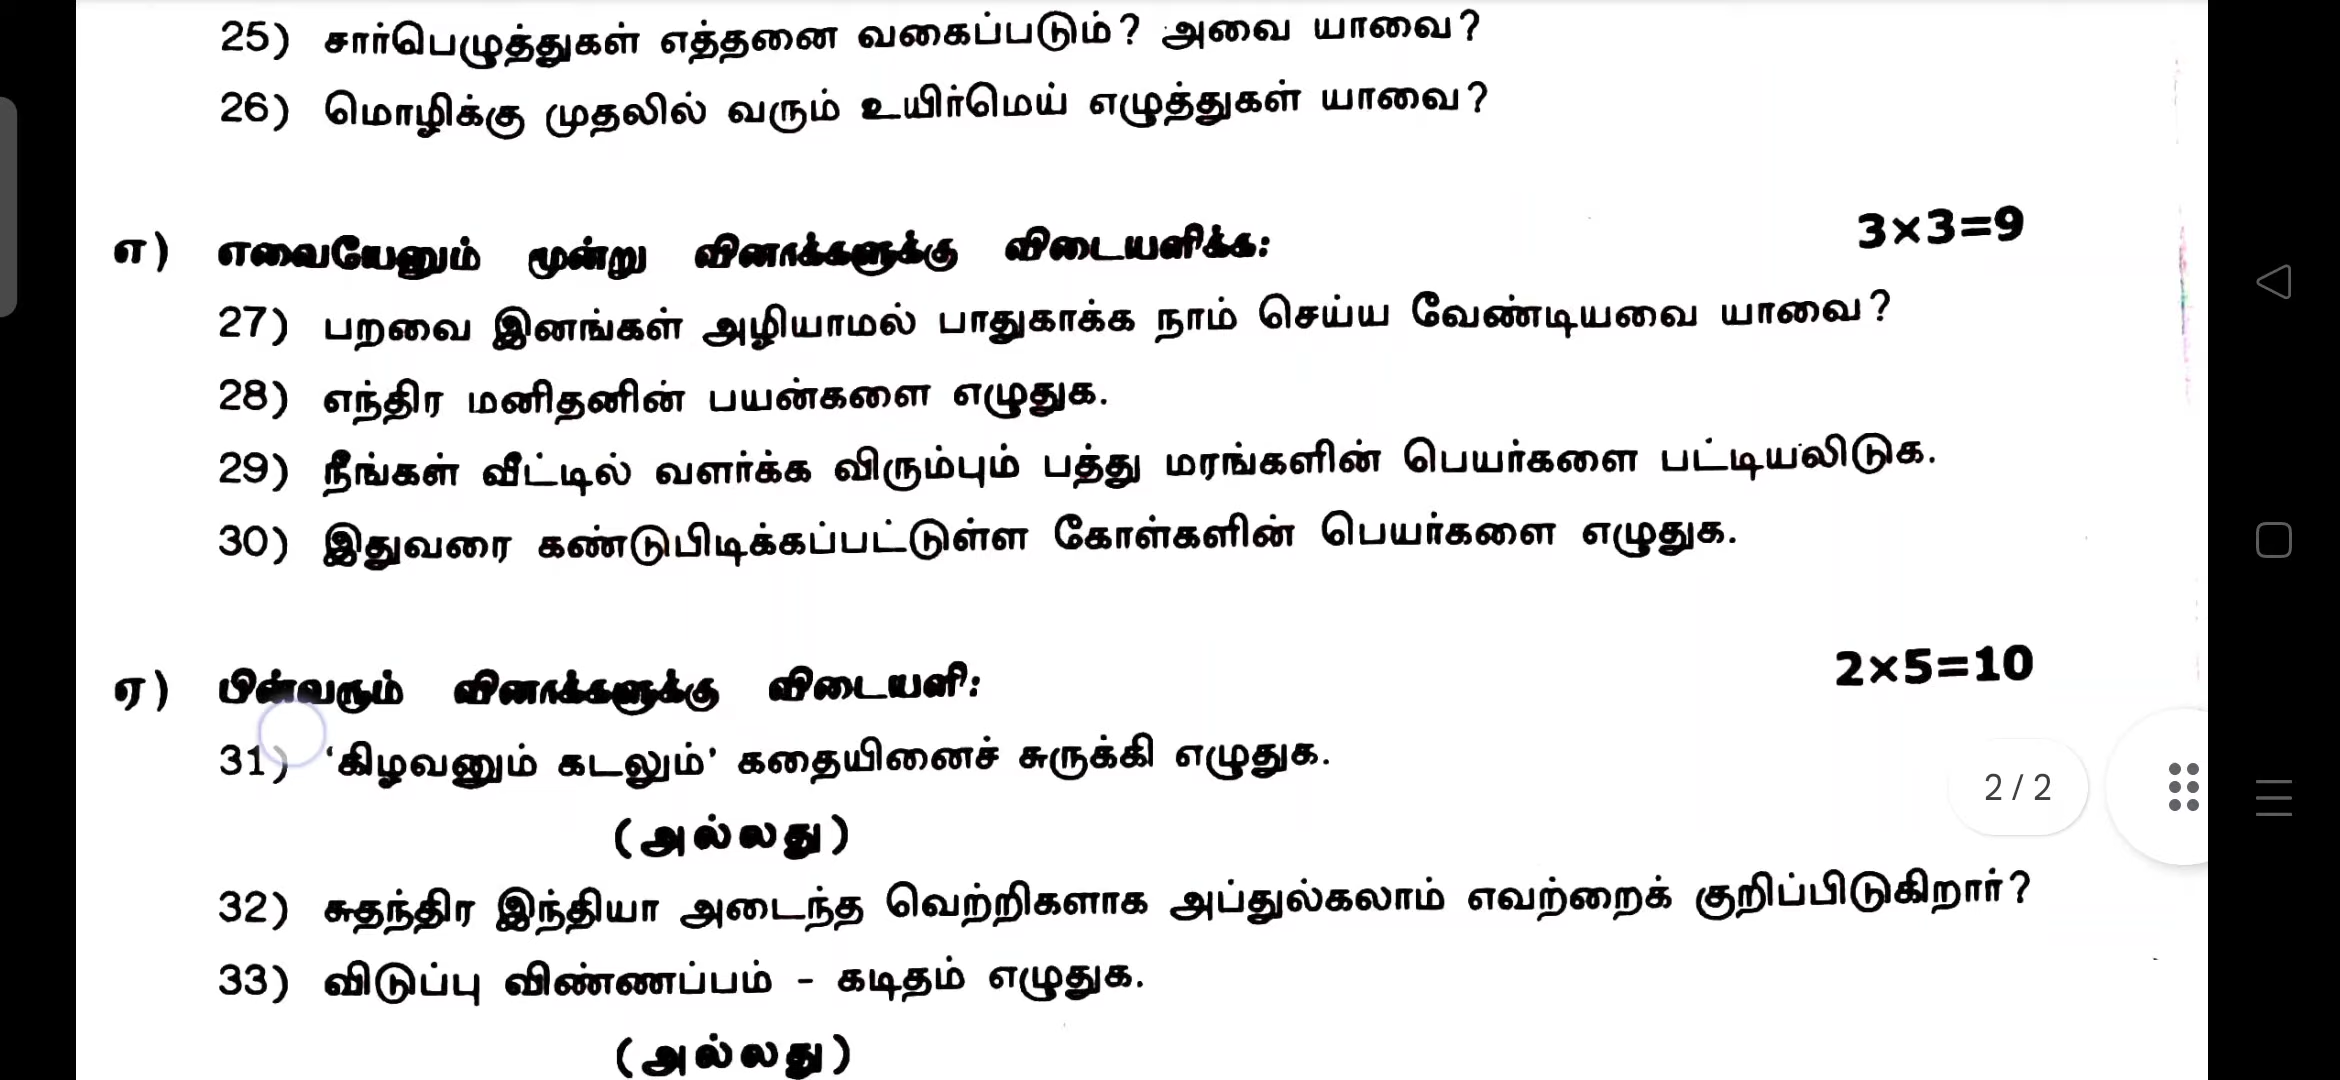 25) சார்பெழுத்துகள் எத்தனை வகைப்படும்? அவை யாவை?
26) மொழிக்கு முதலில் வரும் உயிர்மெய் எழுத்துகள் யாவை?
எ) எவையேனும் மூன்று வினாக்களுக்கு விடையளிக்க: 3×3=9
27) பறவை இனங்கள் அழியாமல் பாதுகாக்க நாம் செய்ய வேண்டியவை யாவை?
28) எந்திர மனிதனின் பயன்களை எழுதுக.
29) நீங்கள் வீட்டில் வளர்க்க விரும்பும் பத்து மரங்களின் பெயர்களை பட்டியலிடுக.
30) இதுவரை கண்டுபிடிக்கப்பட்டுள்ள கோள்களின் பெயர்களை எழுதுக.
ஏ) பின்வரும் வினாக்களுக்கு விடையளி: 2×5=10
31) 'கிழவனும் கடலும்' கதையினைச் சுருக்கி எழுதுக.
2 / 2
(அல்லது)
32) சுதந்திர இந்தியா அடைந்த வெற்றிகளாக அப்துல்கலாம் எவற்றைக் குறிப்பிடுகிறார்?
33) விடுப்பு விண்ணப்பம் - கடிதம் எழுதுக.
(அல்லது)